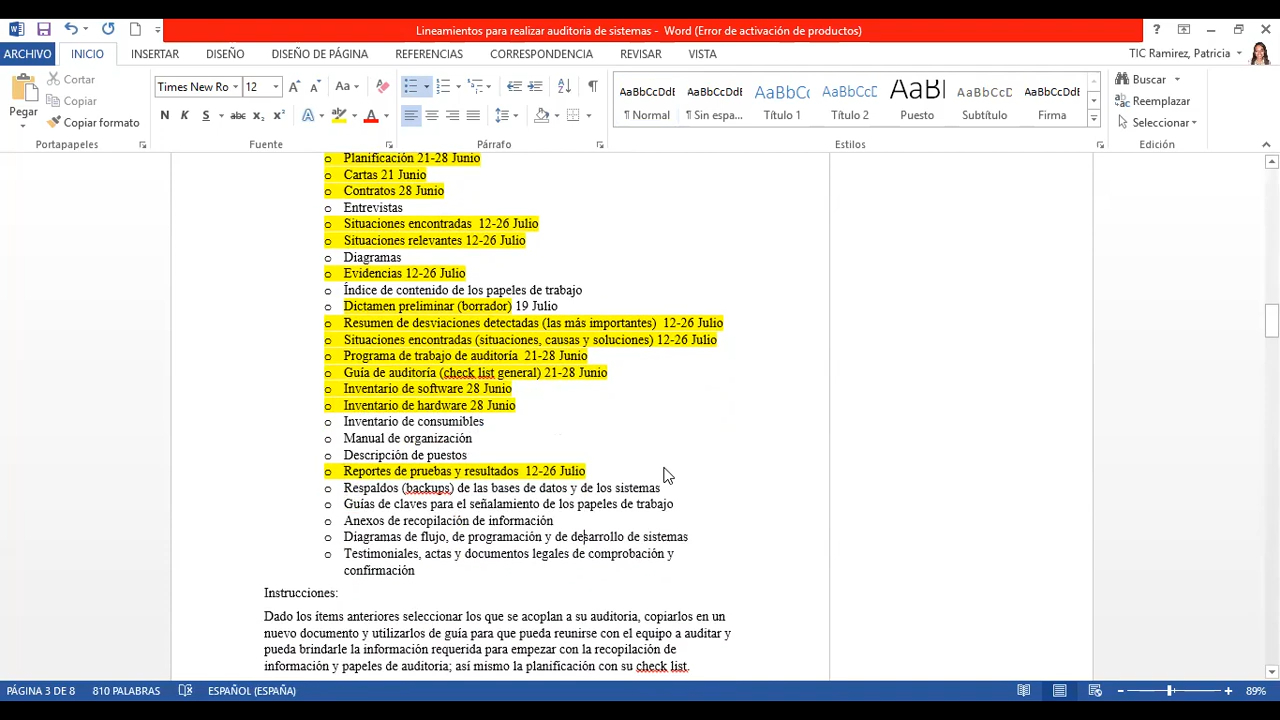 Lineamientos para realizar auditoria de sistemas - Word (Error de activación de productos)
ARCHIVO INICIO INSERTAR DISEÑO DISEÑO DE PÁGINA REFERENCIAS CORRESPONDENCIA REVISAR VISTA TIC Ramirez, Patricia
Pegar
Cortar
Copiar
Copiar formato
Portapapeles
Times New Ro 12
N K S abc x₂ x²
Fuente
Párrafo
AaBbCcDd AaBbCcDd AaBbCc AaBbCcD AaBl AaBbCcD AaBbCcDd
¶ Normal ¶ Sin espa... Título 1 Título 2 Puesto Subtítulo Firma
Estilos
Buscar
Reemplazar
Seleccionar
Edición
o Planificación 21-28 Junio
o Cartas 21 Junio
o Contratos 28 Junio
o Entrevistas
o Situaciones encontradas 12-26 Julio
o Situaciones relevantes 12-26 Julio
o Diagramas
o Evidencias 12-26 Julio
o Índice de contenido de los papeles de trabajo
o Dictamen preliminar (borrador) 19 Julio
o Resumen de desviaciones detectadas (las más importantes) 12-26 Julio
o Situaciones encontradas (situaciones, causas y soluciones) 12-26 Julio
o Programa de trabajo de auditoría 21-28 Junio
o Guía de auditoría (check list general) 21-28 Junio
o Inventario de software 28 Junio
o Inventario de hardware 28 Junio
o Inventario de consumibles
o Manual de organización
o Descripción de puestos
o Reportes de pruebas y resultados 12-26 Julio
o Respaldos (backups) de las bases de datos y de los sistemas
o Guías de claves para el señalamiento de los papeles de trabajo
o Anexos de recopilación de información
o Diagramas de flujo, de programación y de desarrollo de sistemas
o Testimoniales, actas y documentos legales de comprobación y
confirmación
Instrucciones:
Dado los ítems anteriores seleccionar los que se acoplan a su auditoria, copiarlos en un
nuevo documento y utilizarlos de guía para que pueda reunirse con el equipo a auditar y
pueda brindarle la información requerida para empezar con la recopilación de
información y papeles de auditoria; así mismo la planificación con su check list.
PÁGINA 3 DE 8 810 PALABRAS ESPAÑOL (ESPAÑA) 89%